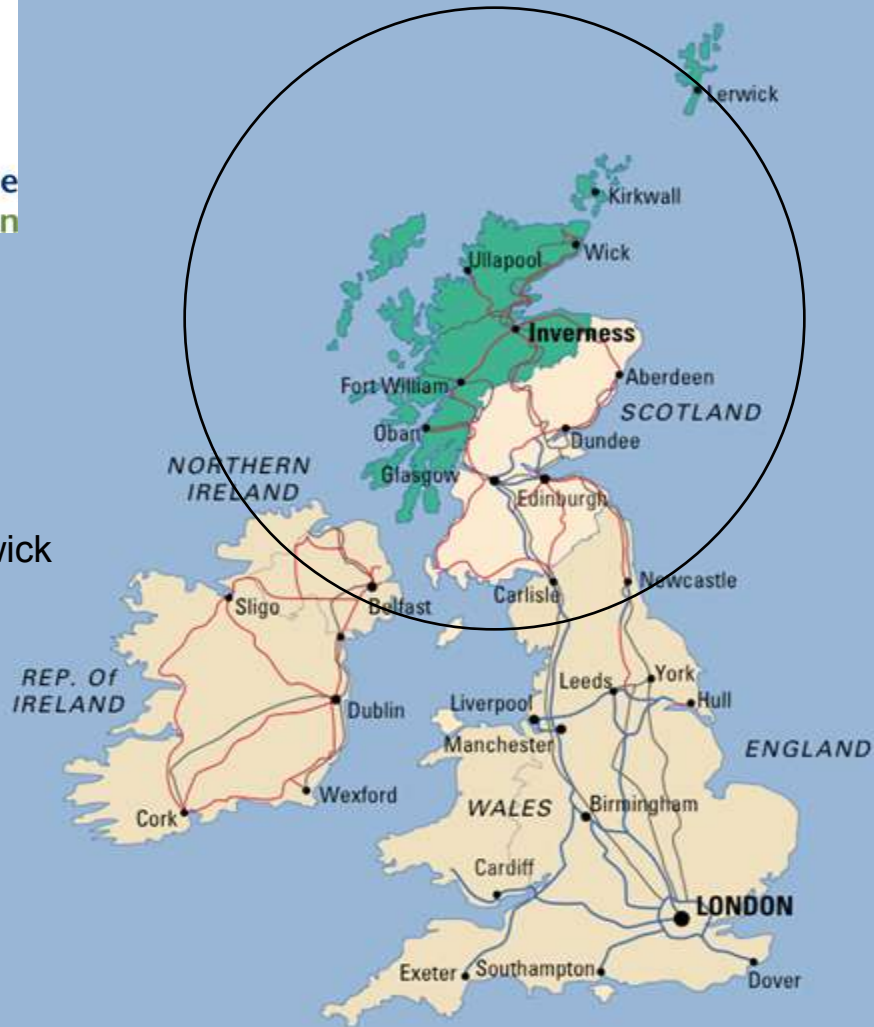 Lerwick
e
Kirkwall
n
Wick
Ullapool
Inverness
Fort William
Aberdeen
SCOTLAND
Oban
Dundee
NORTHERN
IRELAND
Glasgow
Edinburgh
wick
Carlisle
Newcastle
Sligo
Belfast
REP. Of
IRELAND
Leeds
York
Hull
Liverpool
Dublin
Manchester
ENGLAND
Wexford
WALES
Birmingham
Cork
Cardiff
LONDON
Exeter
Southampton
Dover